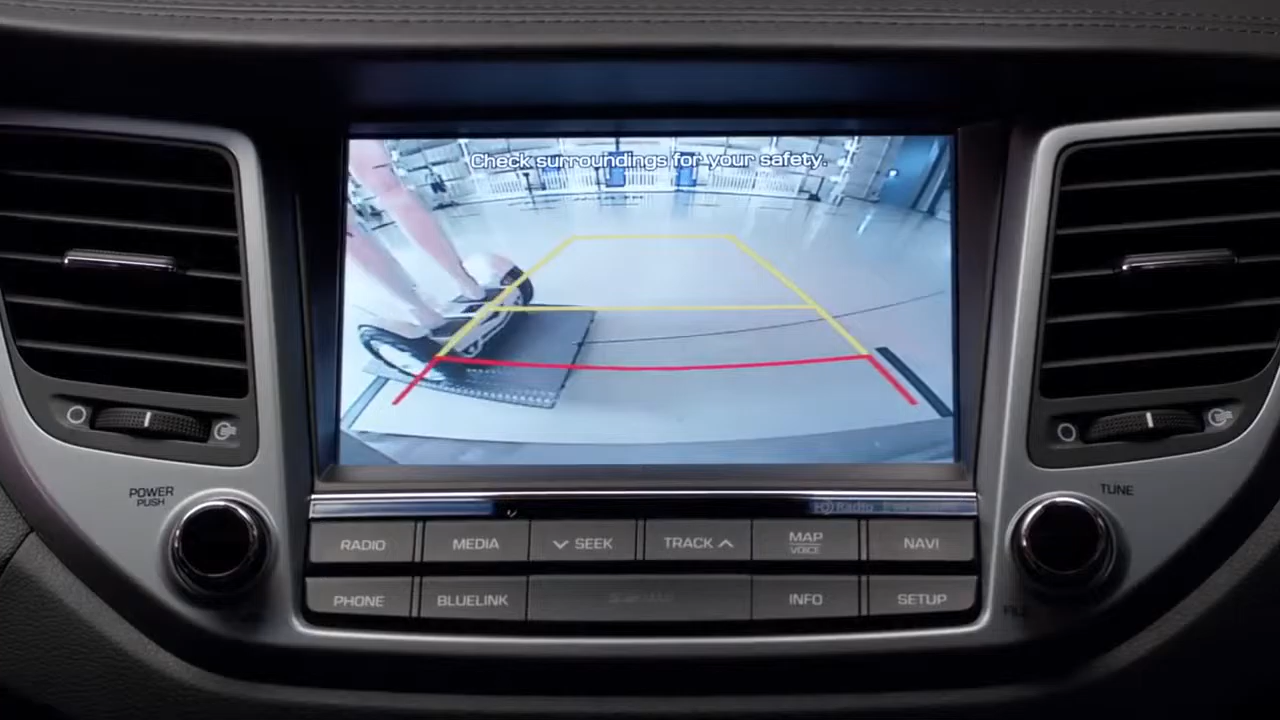 Check surroundings for your safety.
POWER
PUSH
TUNE
RADIO
MEDIA
SEEK
TRACK
MAP
VOICE
NAVI
PHONE
BLUELINK
INFO
SETUP